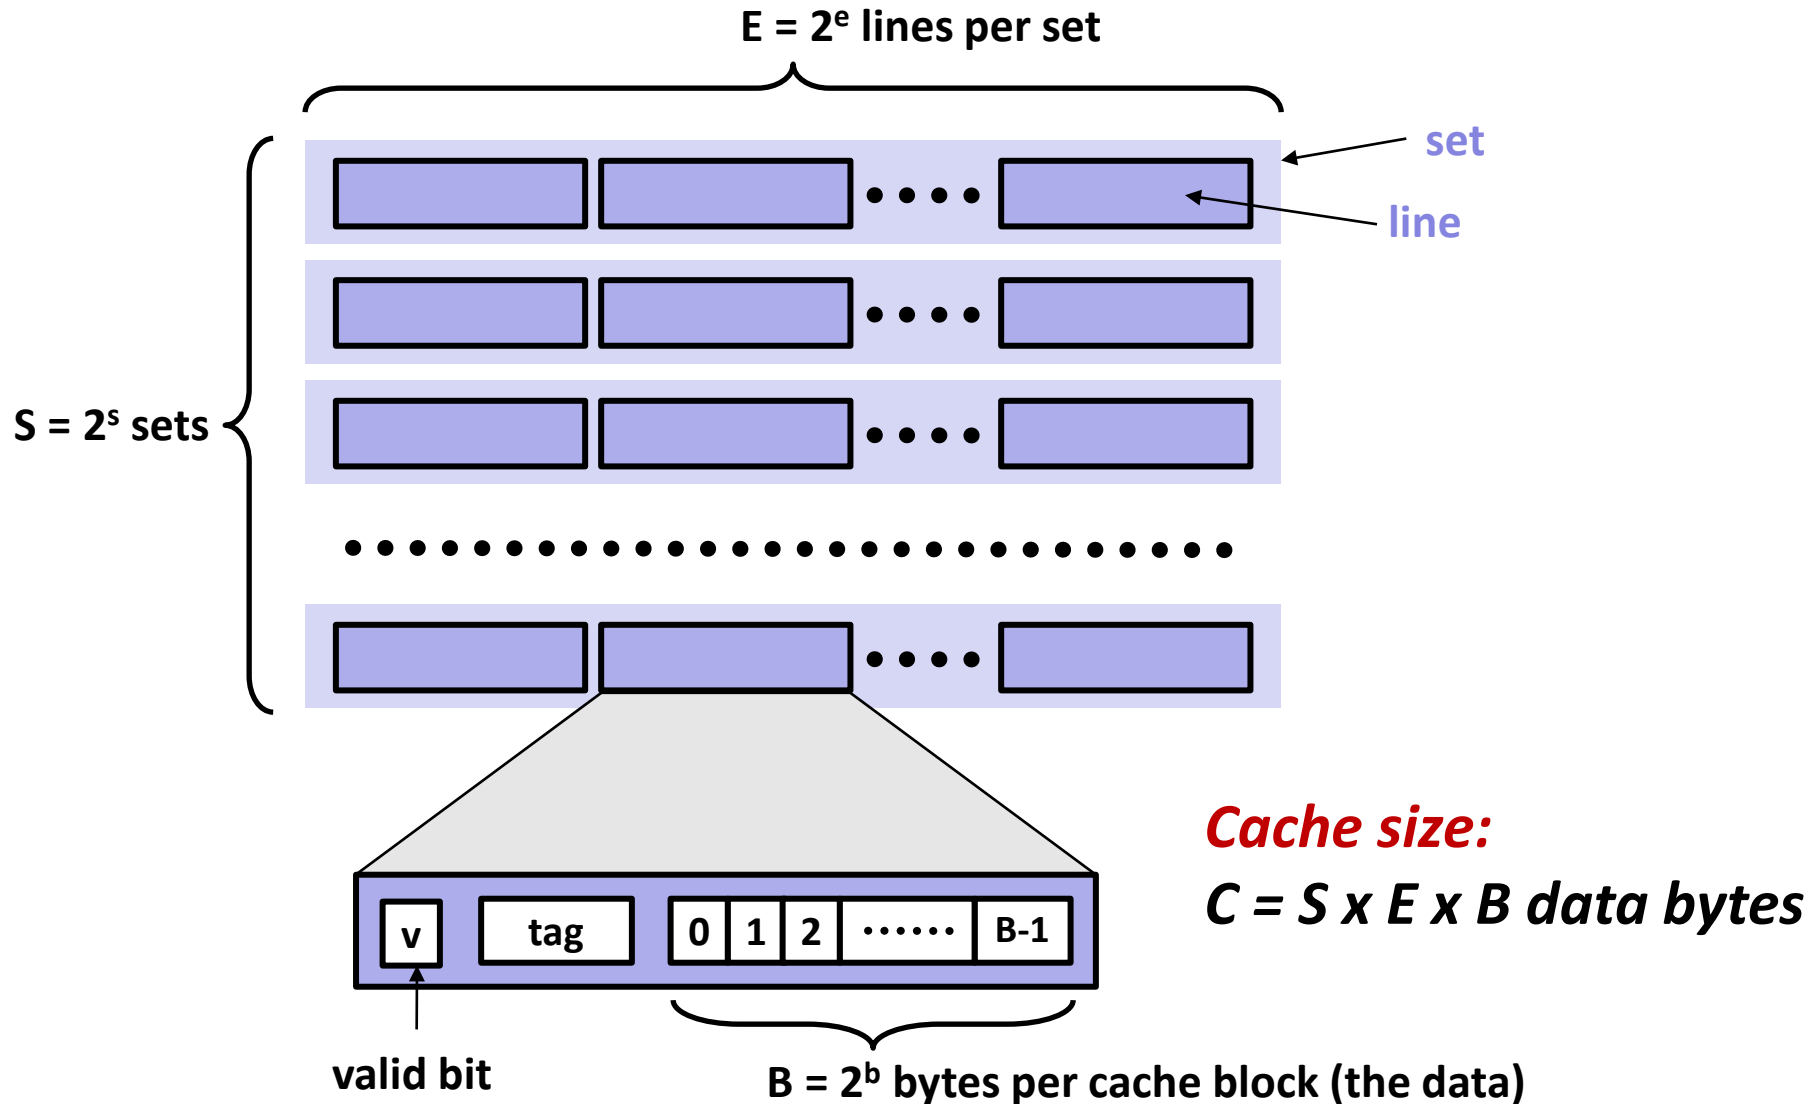 E = 2ᵉ lines per set
set
line
S = 2ˢ sets
v
tag
0 1 2 •••••• B-1
valid bit
B = 2ᵇ bytes per cache block (the data)
Cache size:
C = S x E x B data bytes